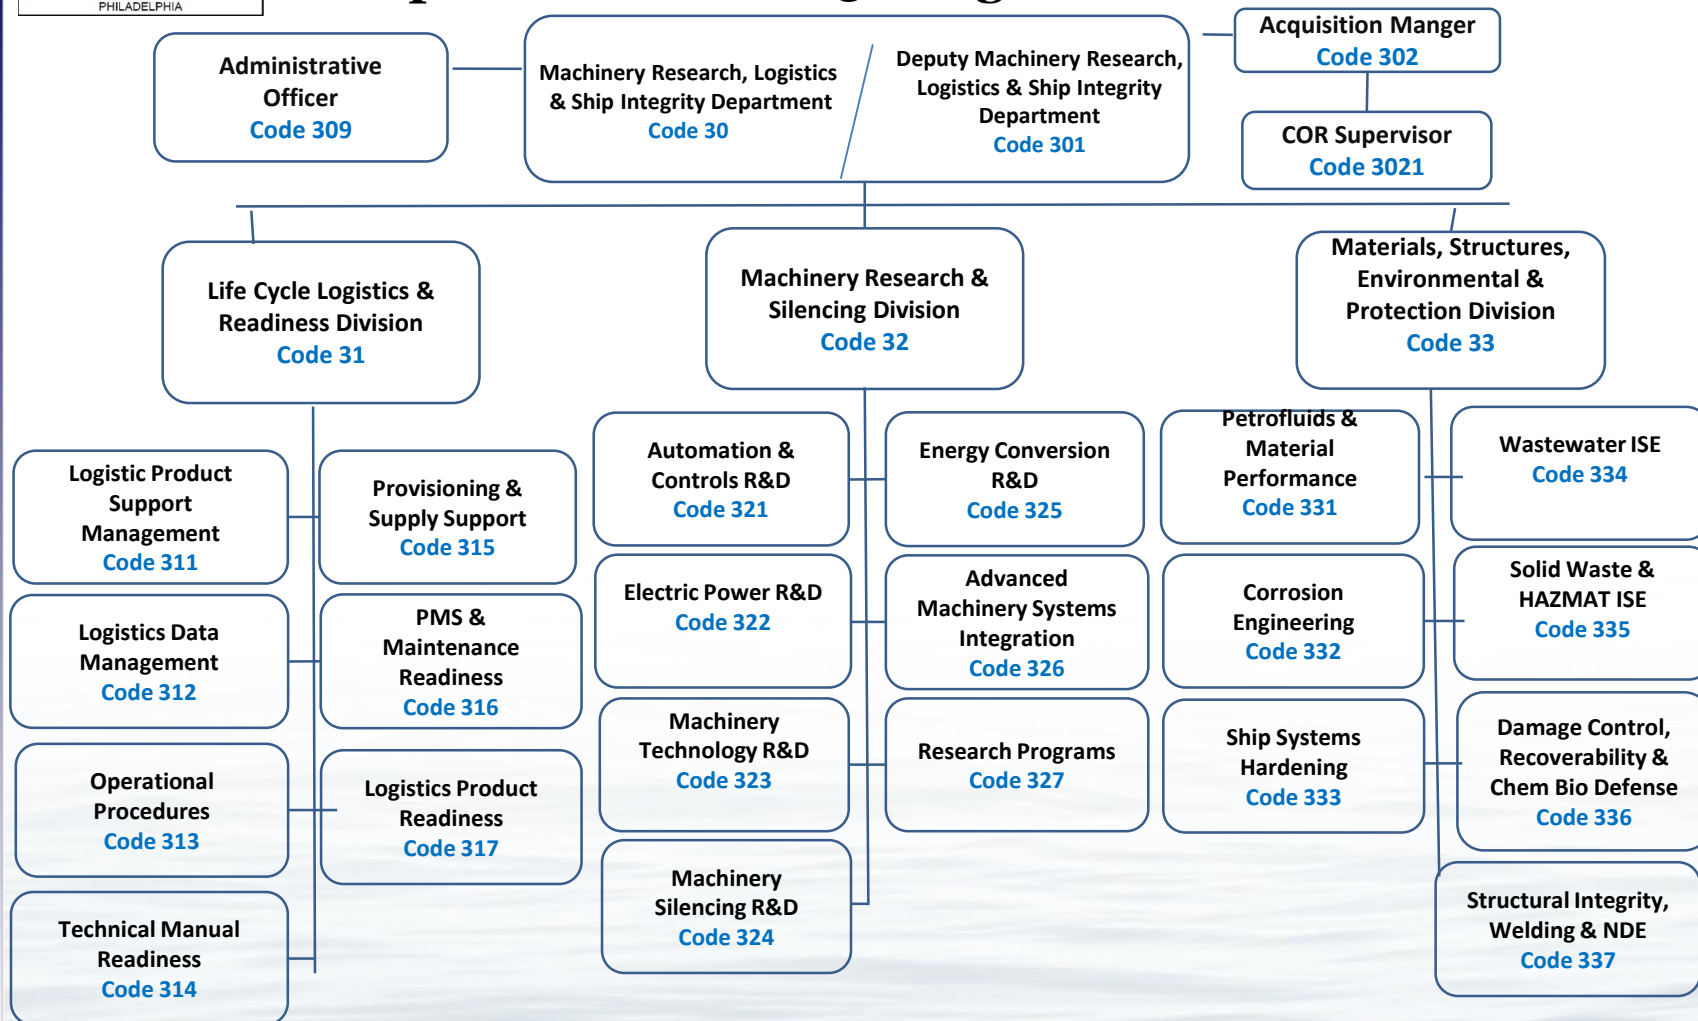 PHILADELPHIA
Administrative
Officer
Code 309
Machinery Research, Logistics
& Ship Integrity Department
Code 30
Deputy Machinery Research,
Logistics & Ship Integrity
Department
Code 301
Acquisition Manger
Code 302
COR Supervisor
Code 3021
Life Cycle Logistics &
Readiness Division
Code 31
Machinery Research &
Silencing Division
Code 32
Materials, Structures,
Environmental &
Protection Division
Code 33
Logistic Product
Support
Management
Code 311
Provisioning &
Supply Support
Code 315
Logistics Data
Management
Code 312
PMS &
Maintenance
Readiness
Code 316
Operational
Procedures
Code 313
Logistics Product
Readiness
Code 317
Technical Manual
Readiness
Code 314
Automation &
Controls R&D
Code 321
Energy Conversion
R&D
Code 325
Electric Power R&D
Code 322
Advanced
Machinery Systems
Integration
Code 326
Machinery
Technology R&D
Code 323
Research Programs
Code 327
Machinery
Silencing R&D
Code 324
Petrofluids &
Material
Performance
Code 331
Wastewater ISE
Code 334
Corrosion
Engineering
Code 332
Solid Waste &
HAZMAT ISE
Code 335
Ship Systems
Hardening
Code 333
Damage Control,
Recoverability &
Chem Bio Defense
Code 336
Structural Integrity,
Welding & NDE
Code 337